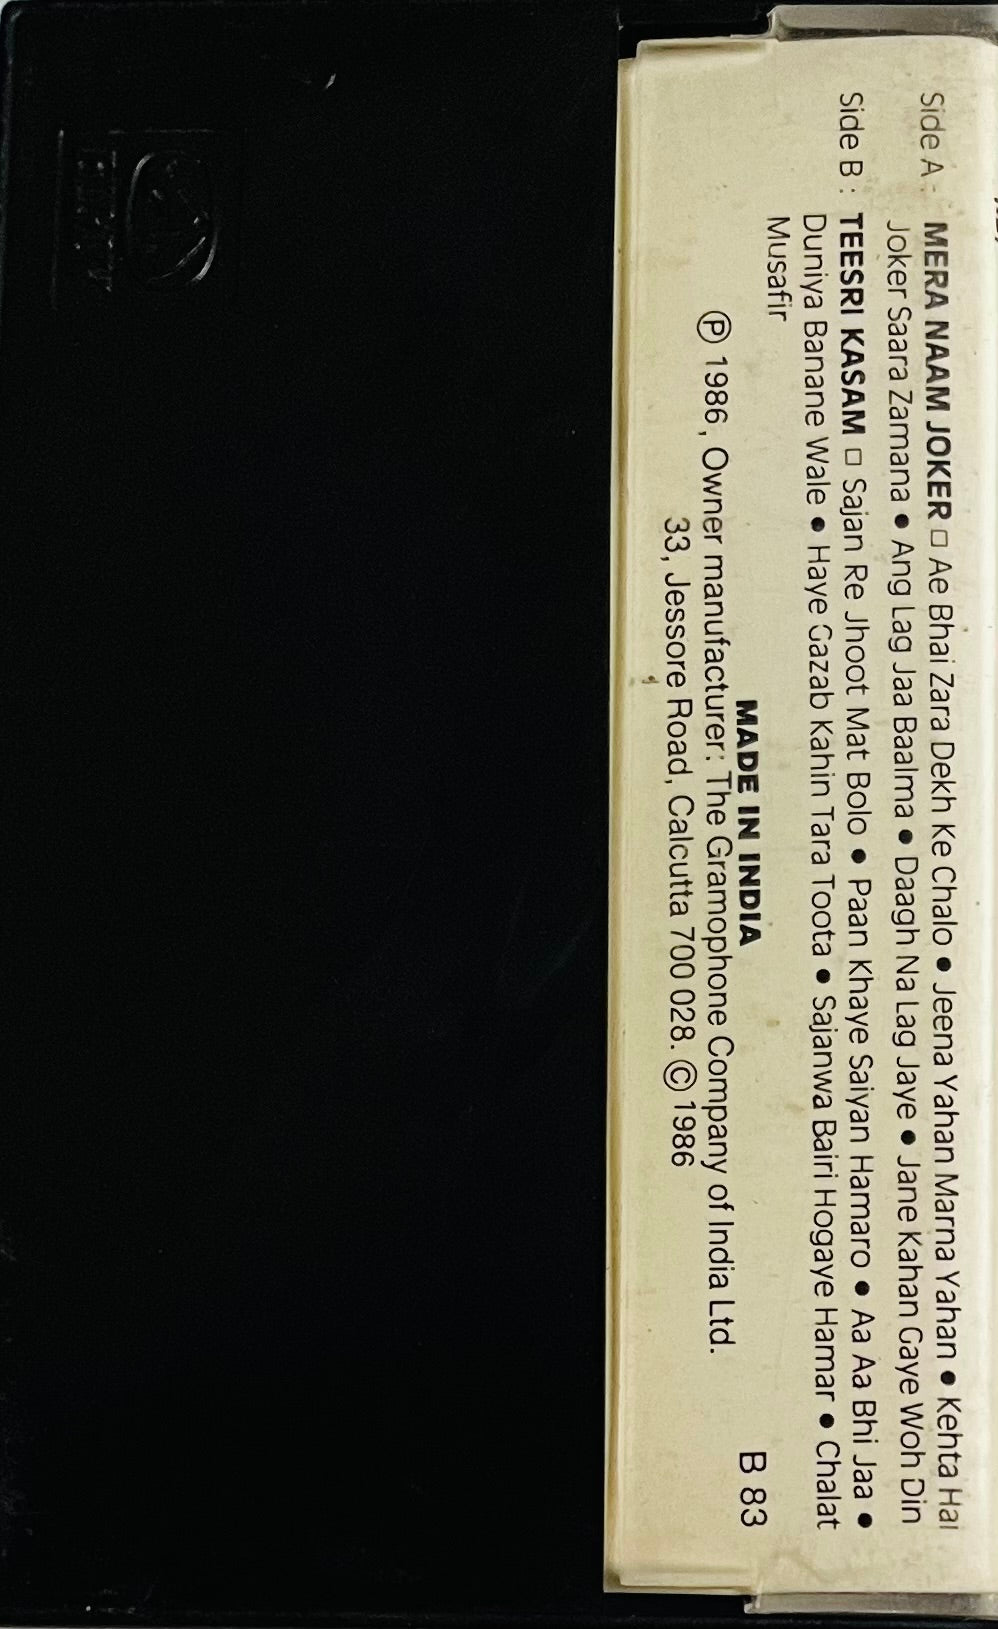 Side A : MERA NAAM JOKER □ Ae Bhai Zara Dekh Ke Chalo ● Jeena Yahan Marna Yahan ● Kehta Hai
Joker Saara Zamana ● Ang Lag Jaa Baalma ● Daagh Na Lag Jaye ● Jane Kahan Gaye Woh Din
Side B : TEESRI KASAM □ Sajan Re Jhoot Mat Bolo ● Paan Khaye Saiyan Hamaro ● Aa Aa Bhi Jaa ●
Duniya Banane Wale ● Haye Gazab Kahin Tara Toota ● Sajanwa Bairi Hogaye Hamar ● Chalat
Musafir
MADE IN INDIA B 83
Ⓟ 1986, Owner manufacturer: The Gramophone Company of India Ltd.
33, Jessore Road, Calcutta 700 028. © 1986